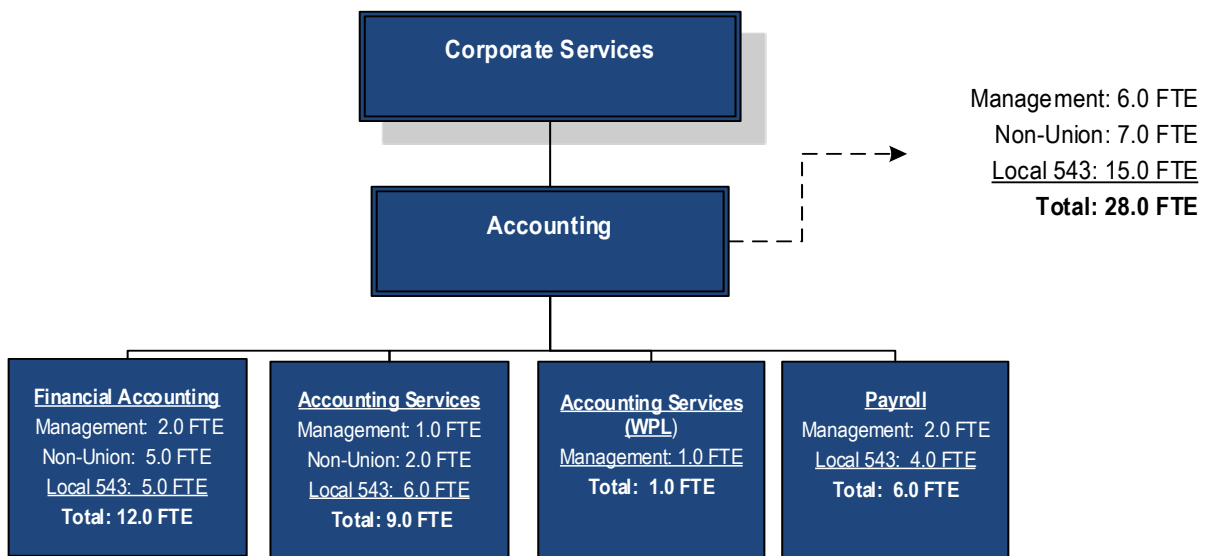 Corporate Services
Management: 6.0 FTE
Non-Union: 7.0 FTE
Local 543: 15.0 FTE
Total: 28.0 FTE
Accounting
Financial Accounting
Management: 2.0 FTE
Non-Union: 5.0 FTE
Local 543: 5.0 FTE
Total: 12.0 FTE
Accounting Services
Management: 1.0 FTE
Non-Union: 2.0 FTE
Local 543: 6.0 FTE
Total: 9.0 FTE
Accounting Services
(WPL)
Management: 1.0 FTE
Total: 1.0 FTE
Payroll
Management: 2.0 FTE
Local 543: 4.0 FTE
Total: 6.0 FTE